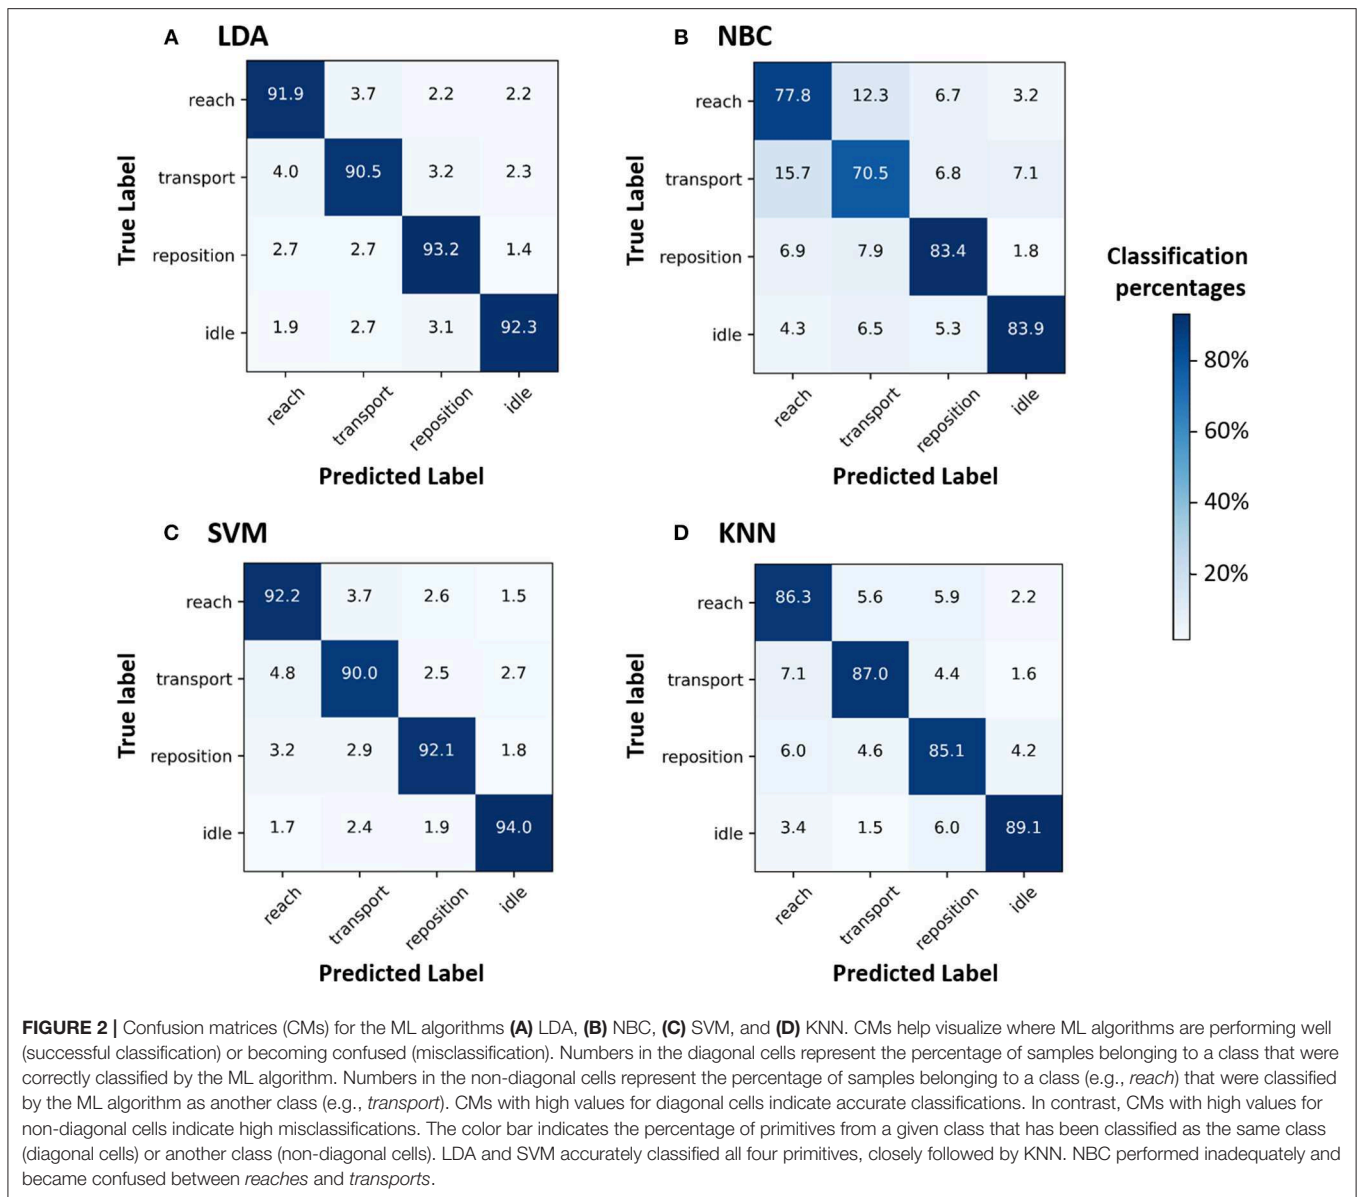 A LDA
reach 91.9 3.7 2.2 2.2
transport 4.0 90.5 3.2 2.3
reposition 2.7 2.7 93.2 1.4
idle 1.9 2.7 3.1 92.3
True Label
reach transport reposition idle
Predicted Label
B NBC
reach 77.8 12.3 6.7 3.2
transport 15.7 70.5 6.8 7.1
reposition 6.9 7.9 83.4 1.8
idle 4.3 6.5 5.3 83.9
True Label
reach transport reposition idle
Predicted Label
Classification
percentages
80%
60%
40%
20%
C SVM
reach 92.2 3.7 2.6 1.5
transport 4.8 90.0 2.5 2.7
reposition 3.2 2.9 92.1 1.8
idle 1.7 2.4 1.9 94.0
True label
reach transport reposition idle
Predicted Label
D KNN
reach 86.3 5.6 5.9 2.2
transport 7.1 87.0 4.4 1.6
reposition 6.0 4.6 85.1 4.2
idle 3.4 1.5 6.0 89.1
True label
reach transport reposition idle
Predicted Label
FIGURE 2 | Confusion matrices (CMs) for the ML algorithms (A) LDA, (B) NBC, (C) SVM, and (D) KNN. CMs help visualize where ML algorithms are performing well
(successful classification) or becoming confused (misclassification). Numbers in the diagonal cells represent the percentage of samples belonging to a class that were
correctly classified by the ML algorithm. Numbers in the non-diagonal cells represent the percentage of samples belonging to a class (e.g., reach) that were classified
by the ML algorithm as another class (e.g., transport). CMs with high values for diagonal cells indicate accurate classifications. In contrast, CMs with high values for
non-diagonal cells indicate high misclassifications. The color bar indicates the percentage of primitives from a given class that has been classified as the same class
(diagonal cells) or another class (non-diagonal cells). LDA and SVM accurately classified all four primitives, closely followed by KNN. NBC performed inadequately and
became confused between reaches and transports.